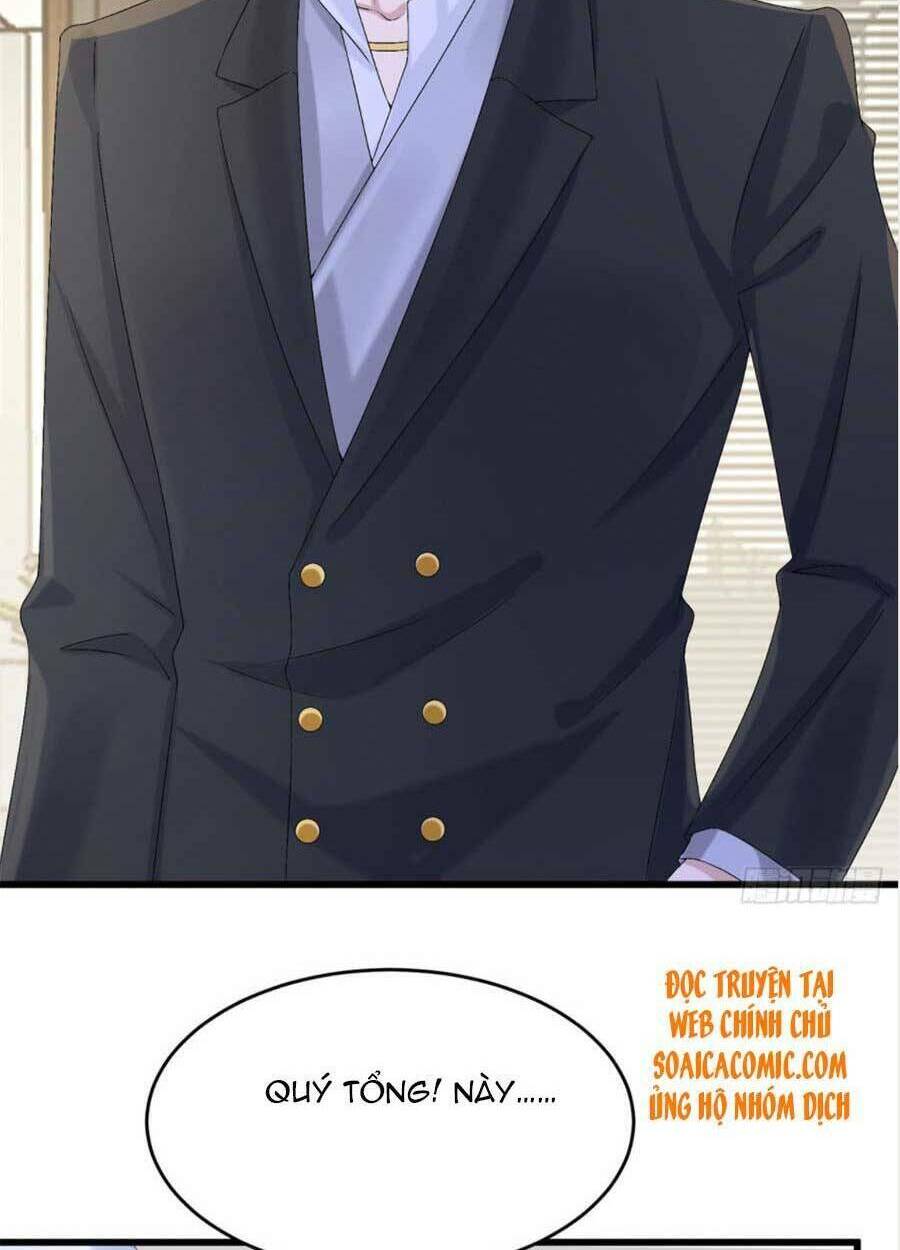 ĐỌC TRUYỆN TẠI
WEB CHÍNH CHỦ
SOAICACOMIC.COM
ỦNG HỘ NHÓM DỊCH
QUÝ TỔNG! NÀY......